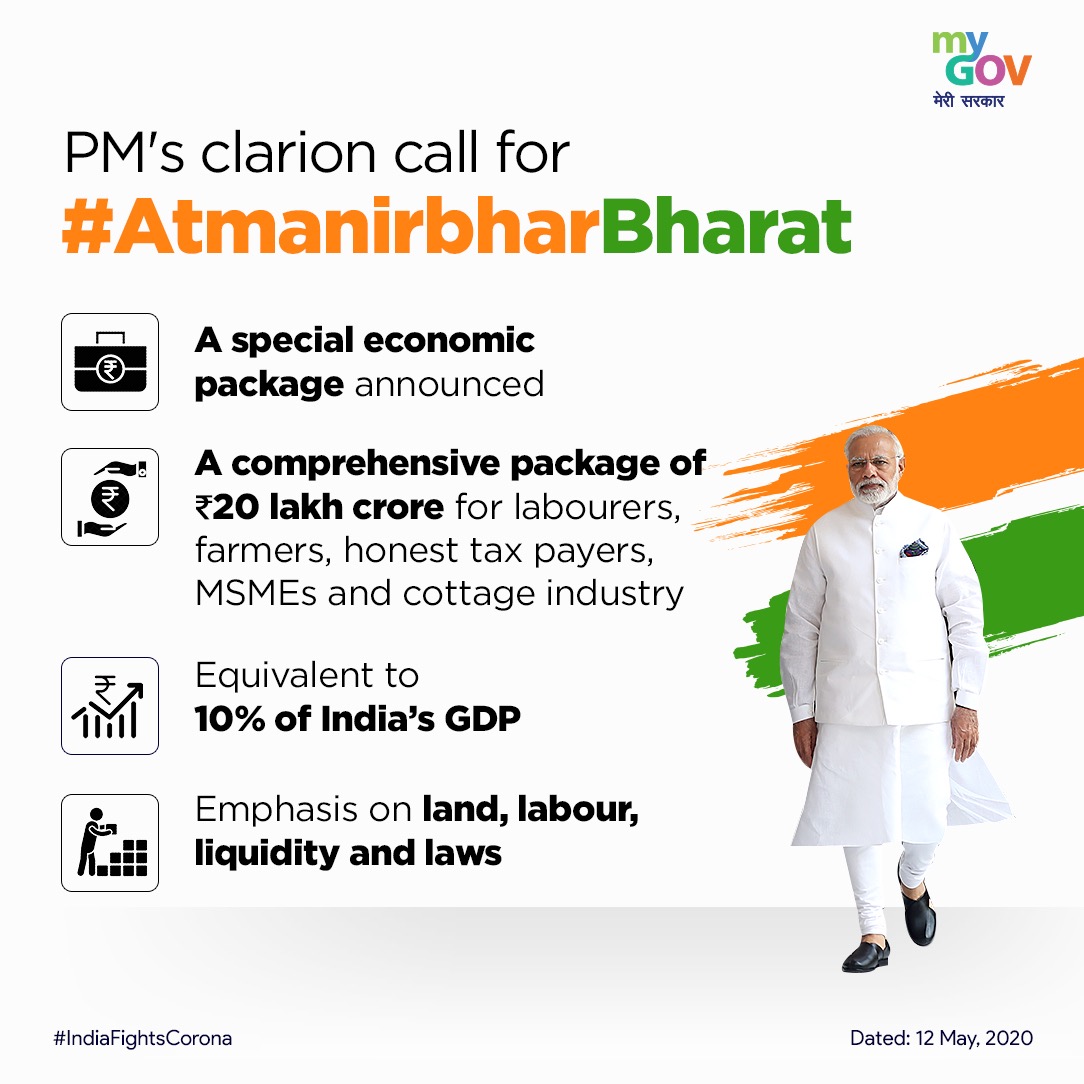 my
GOV
मेरी सरकार
PM's clarion call for
#AtmanirbharBharat
A special economic
package announced
A comprehensive package of
₹20 lakh crore for labourers,
farmers, honest tax payers,
MSMEs and cottage industry
₹
₹
₹
Equivalent to
10% of India’s GDP
Emphasis on land, labour,
liquidity and laws
#IndiaFightsCorona
Dated: 12 May, 2020